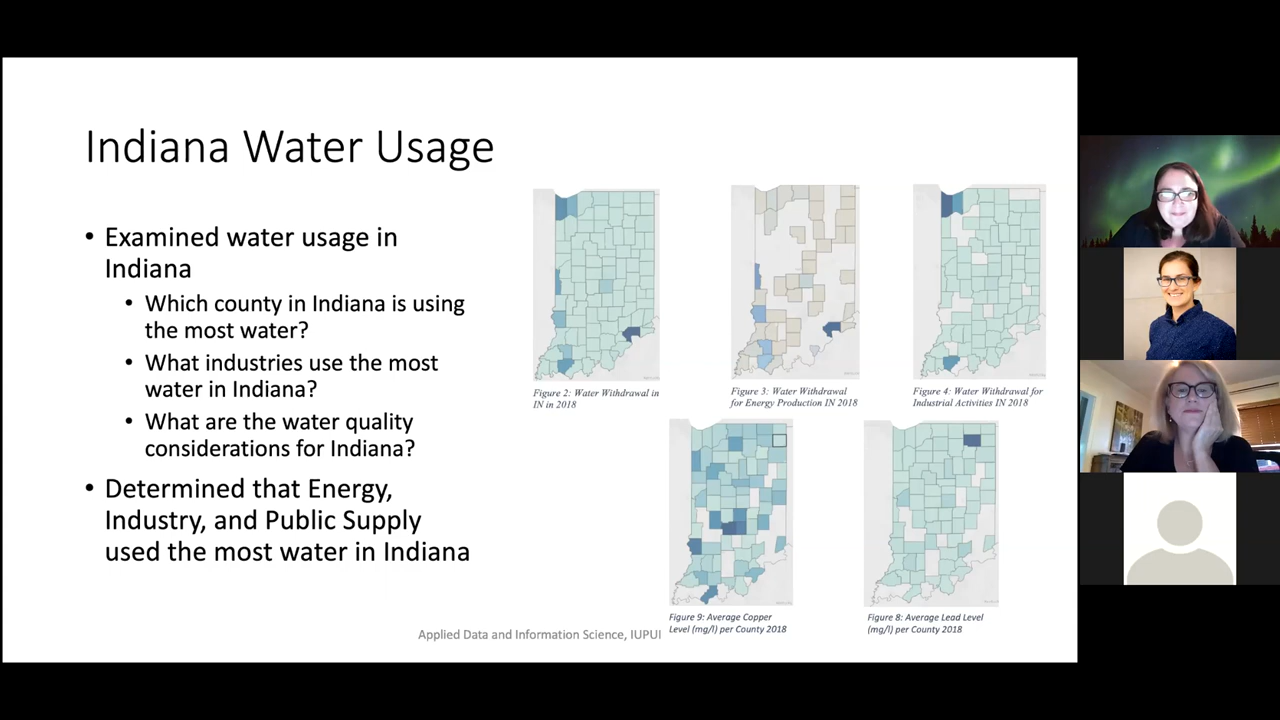 Indiana Water Usage
• Examined water usage in
Indiana
• Which county in Indiana is using
the most water?
• What industries use the most
water in Indiana?
• What are the water quality
considerations for Indiana?
• Determined that Energy,
Industry, and Public Supply
used the most water in Indiana
Figure 2: Water Withdrawal in
IN in 2018
Figure 3: Water Withdrawal
for Energy Production IN 2018
Figure 4: Water Withdrawal for
Industrial Activities IN 2018
Figure 9: Average Copper
Level (mg/l) per County 2018
Figure 8: Average Lead Level
(mg/l) per County 2018
Applied Data and Information Science, IUPUI